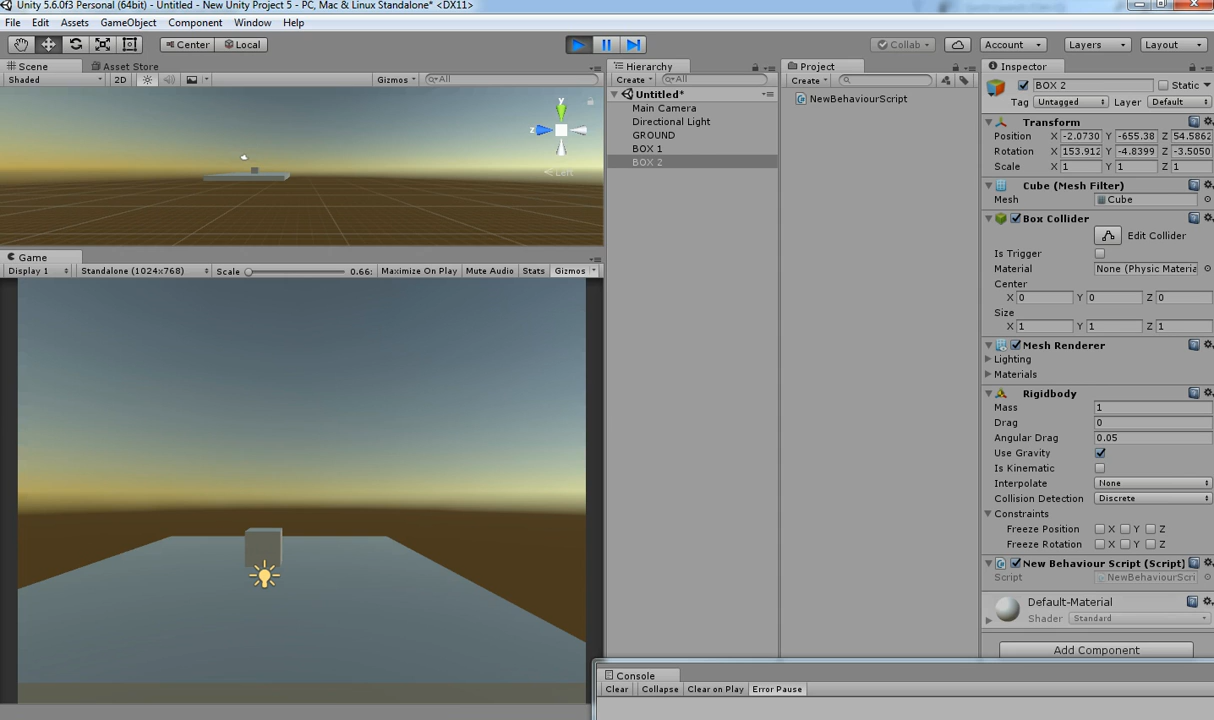 Unity 5.6.0f3 Personal (64bit) - Untitled - New Unity Project 5 - PC, Mac & Linux Standalone* <DX11>
File Edit Assets GameObject Component Window Help
Center Local Collab Account Layers Layout
Scene Asset Store
Shaded 2D Gizmos All
y
z
Left
Game
Display 1 Standalone (1024x768) Scale 0.66: Maximize On Play Mute Audio Stats Gizmos
Hierarchy
Create All
Untitled*
Main Camera
Directional Light
GROUND
BOX 1
BOX 2
Project
Create
NewBehaviourScript
Inspector
BOX 2 Static
Tag Untagged Layer Default
Transform
Position X -2.0730 Y -655.38 Z 54.5862
Rotation X 153.912 Y -4.8399 Z -3.5050
Scale X 1 Y 1 Z 1
Cube (Mesh Filter)
Mesh Cube
Box Collider
Edit Collider
Is Trigger
Material None (Physic Materia
Center
X 0 Y 0 Z 0
Size
X 1 Y 1 Z 1
Mesh Renderer
Lighting
Materials
Rigidbody
Mass 1
Drag 0
Angular Drag 0.05
Use Gravity
Is Kinematic
Interpolate None
Collision Detection Discrete
Constraints
Freeze Position X Y Z
Freeze Rotation X Y Z
New Behaviour Script (Script)
Script NewBehaviourScri
Default-Material
Shader Standard
Add Component
Console
Clear Collapse Clear on Play Error Pause